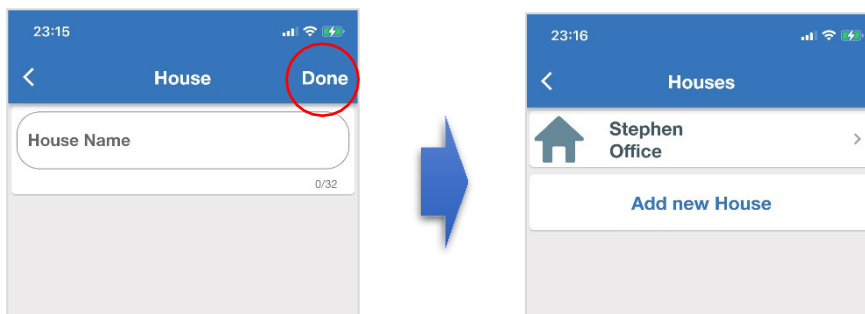 23:15
House
Done
House Name
0/32
23:16
Houses
Stephen
Office
Add new House